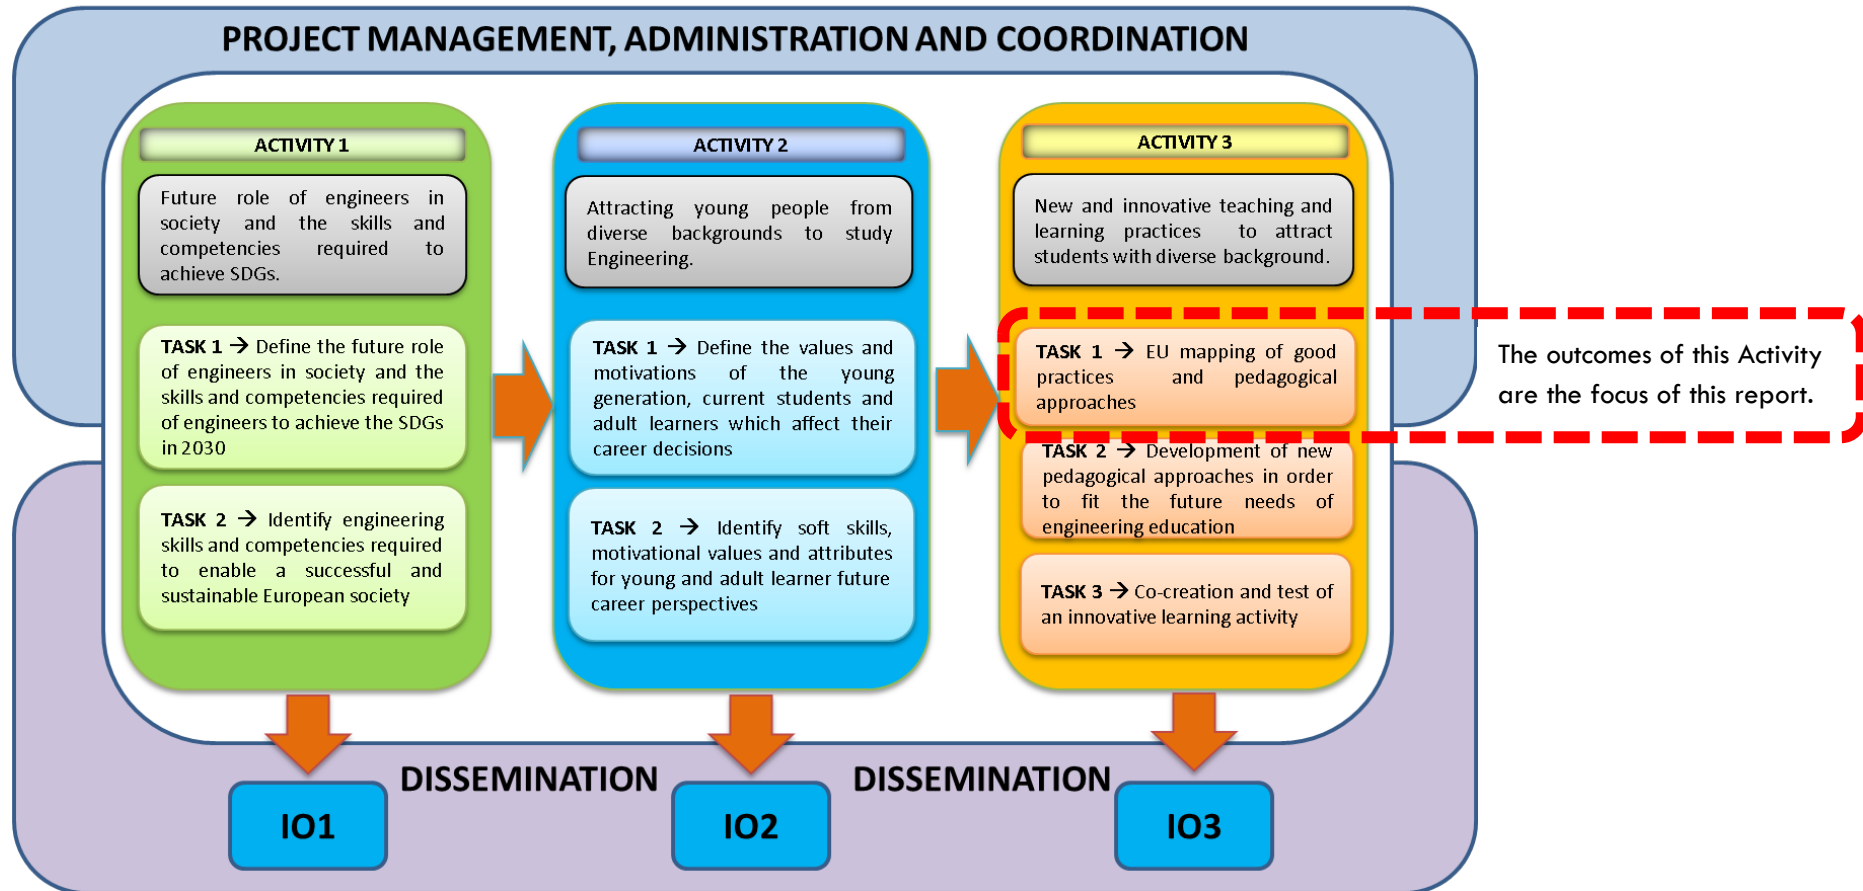 PROJECT MANAGEMENT, ADMINISTRATION AND COORDINATION
ACTIVITY 1
Future role of engineers in
society and the skills and
competencies required to
achieve SDGs.
TASK 1 → Define the future role
of engineers in society and the
skills and competencies required
of engineers to achieve the SDGs
in 2030
TASK 2 → Identify engineering
skills and competencies required
to enable a successful and
sustainable European society
ACTIVITY 2
Attracting young people from
diverse backgrounds to study
Engineering.
TASK 1 → Define the values and
motivations of the young
generation, current students and
adult learners which affect their
career decisions
TASK 2 → Identify soft skills,
motivational values and attributes
for young and adult learner future
career perspectives
ACTIVITY 3
New and innovative teaching and
learning practices to attract
students with diverse background.
TASK 1 → EU mapping of good
practices and pedagogical
approaches
TASK 2 → Development of new
pedagogical approaches in order
to fit the future needs of
engineering education
TASK 3 → Co-creation and test of
an innovative learning activity
The outcomes of this Activity
are the focus of this report.
DISSEMINATION
DISSEMINATION
IO1
IO2
IO3